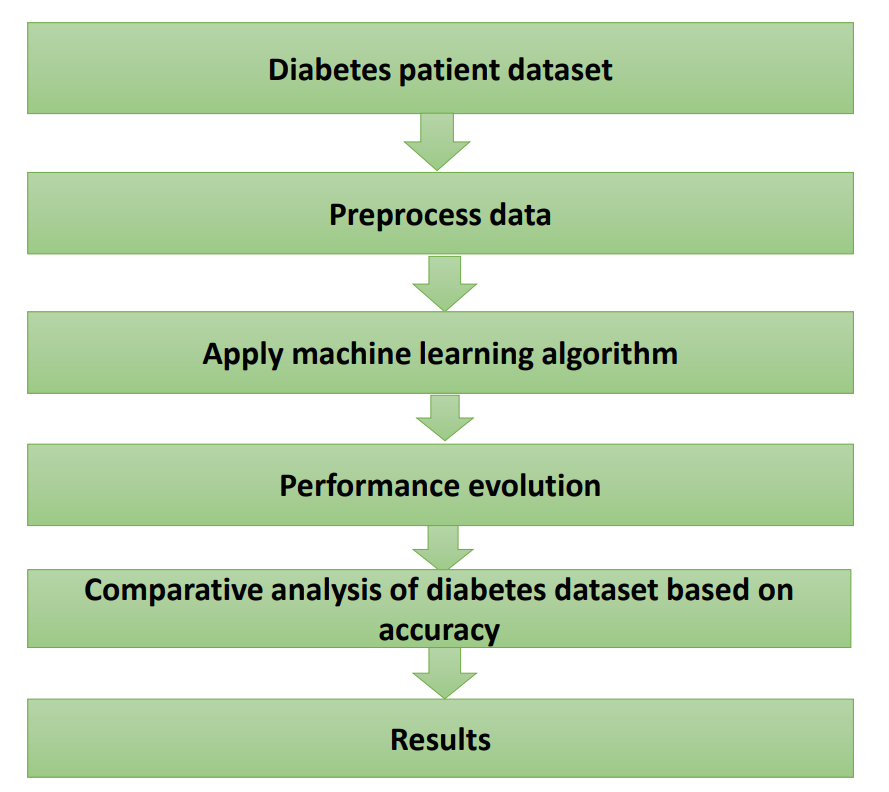 Diabetes patient dataset
Preprocess data
Apply machine learning algorithm
Performance evolution
Comparative analysis of diabetes dataset based on
accuracy
Results